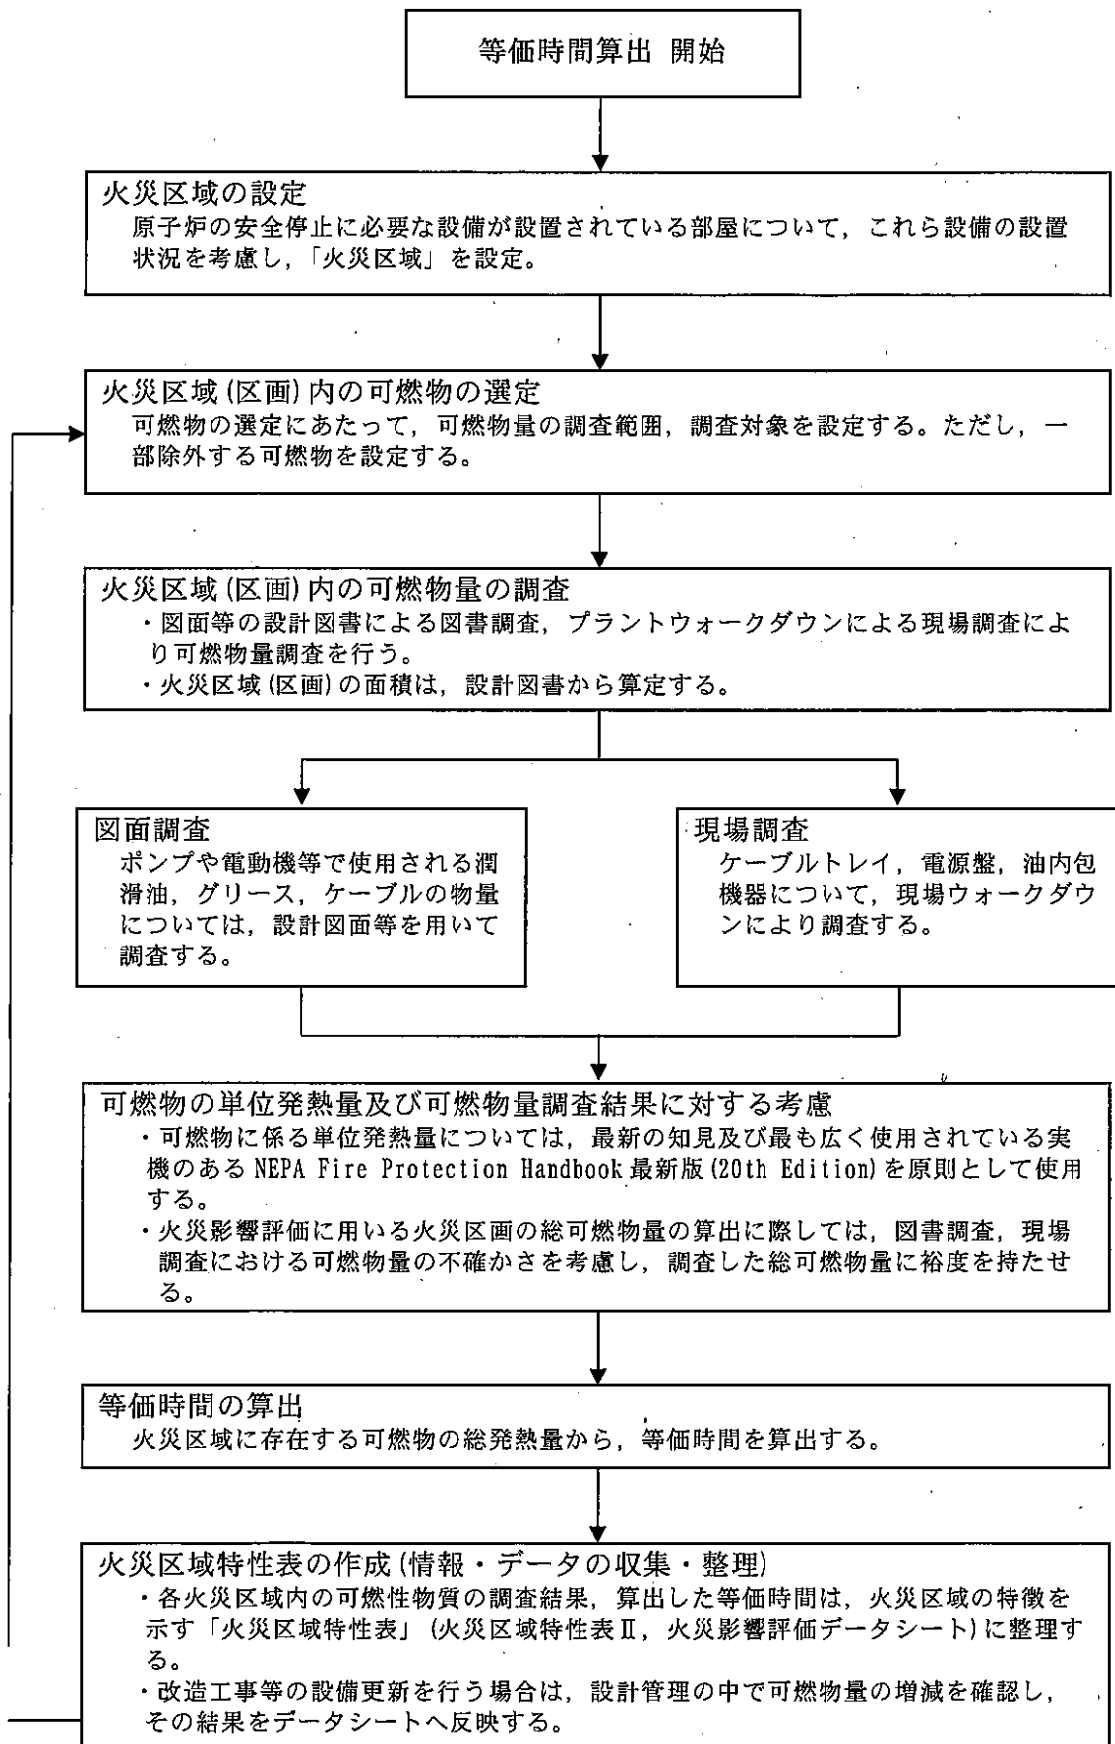 等価時間算出 開始
火災区域の設定
原子炉の安全停止に必要な設備が設置されている部屋について，これら設備の設置
状況を考慮し，「火災区域」を設定。
火災区域(区画)内の可燃物の選定
可燃物の選定にあたって，可燃物量の調査範囲，調査対象を設定する。ただし，一
部除外する可燃物を設定する。
火災区域(区画)内の可燃物量の調査
・図面等の設計図書による図書調査，プラントウォークダウンによる現場調査によ
り可燃物量調査を行う。
・火災区域(区画)の面積は，設計図書から算定する。
図面調査
ポンプや電動機等で使用される潤
滑油，グリース，ケーブルの物量
については，設計図面等を用いて
調査する。
現場調査
ケーブルトレイ，電源盤，油内包
機器について，現場ウォークダウ
ンにより調査する。
可燃物の単位発熱量及び可燃物量調査結果に対する考慮
・可燃物に係る単位発熱量については，最新の知見及び最も広く使用されている実
機のある NEPA Fire Protection Handbook 最新版(20th Edition)を原則として使用
する。
・火災影響評価に用いる火災区画の総可燃物量の算出に際しては，図書調査，現場
調査における可燃物量の不確かさを考慮し，調査した総可燃物量に裕度を持たせ
る。
等価時間の算出
火災区域に存在する可燃物の総発熱量から，等価時間を算出する。
火災区域特性表の作成(情報・データの収集・整理)
・各火災区域内の可燃性物質の調査結果，算出した等価時間は，火災区域の特徴を
示す「火災区域特性表」(火災区域特性表Ⅱ，火災影響評価データシート)に整理す
る。
・改造工事等の設備更新を行う場合は，設計管理の中で可燃物量の増減を確認し，
その結果をデータシートへ反映する。